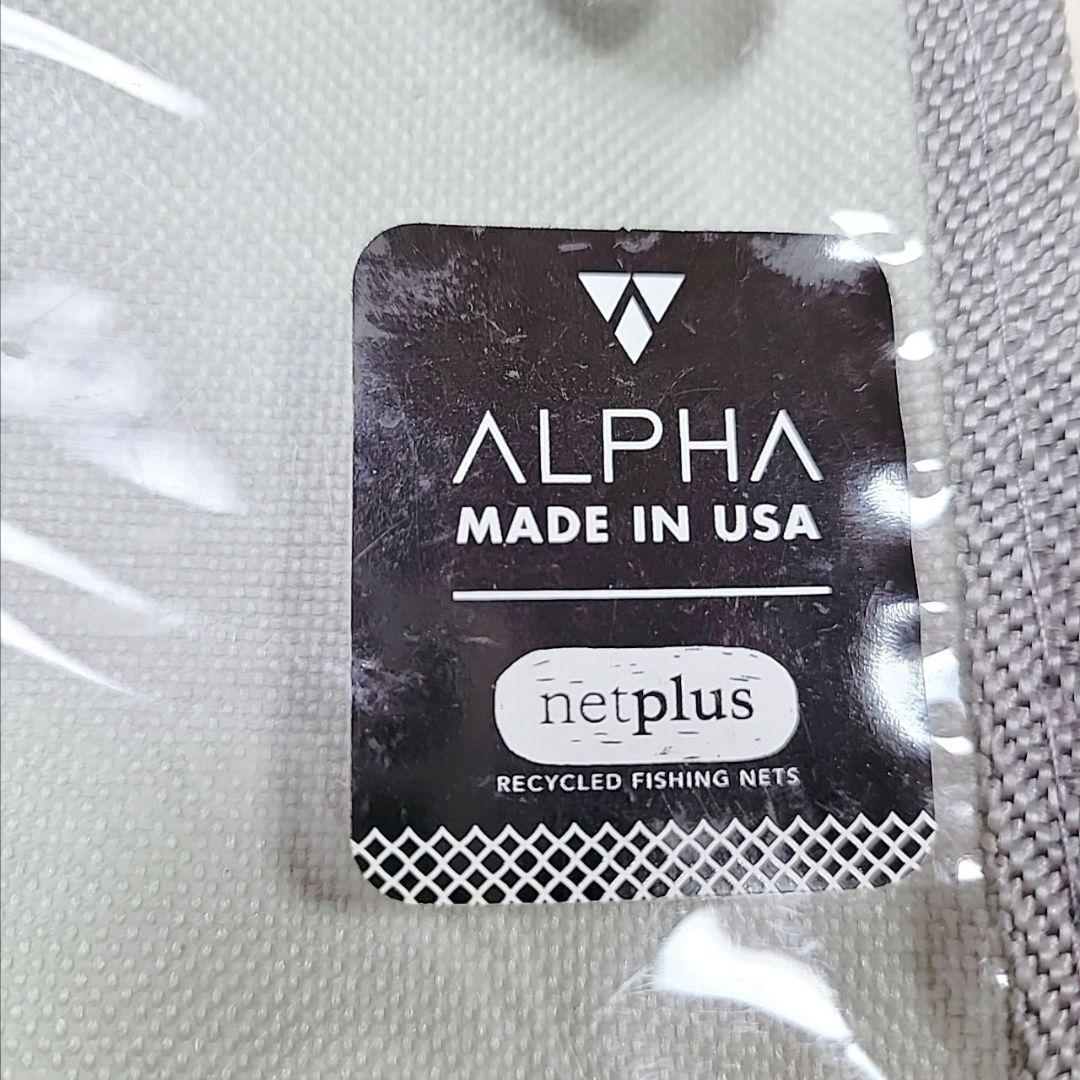 ALPHA
MADE IN USA
netplus
RECYCLED FISHING NETS